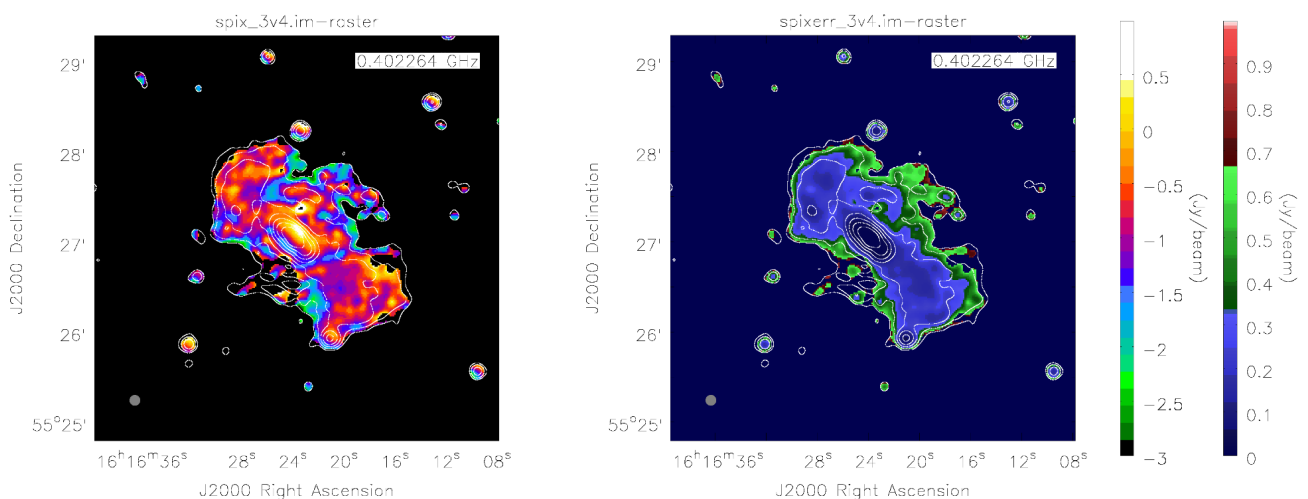 spix_3v4.im-raster
0.402264 GHz
J2000 Declination
29'
28'
27'
26'
55°25'
16h16m36s
28s
24s
20s
16s
12s
08s
J2000 Right Ascension
spixerr_3v4.im-raster
0.402264 GHz
J2000 Declination
29'
28'
27'
26'
55°25'
16h16m36s
28s
24s
20s
16s
12s
08s
J2000 Right Ascension
0.5
0
−0.5
−1
−1.5
−2
−2.5
−3
(Jy/beam)
0.9
0.8
0.7
0.6
0.5
0.4
0.3
0.2
0.1
0
(Jy/beam)